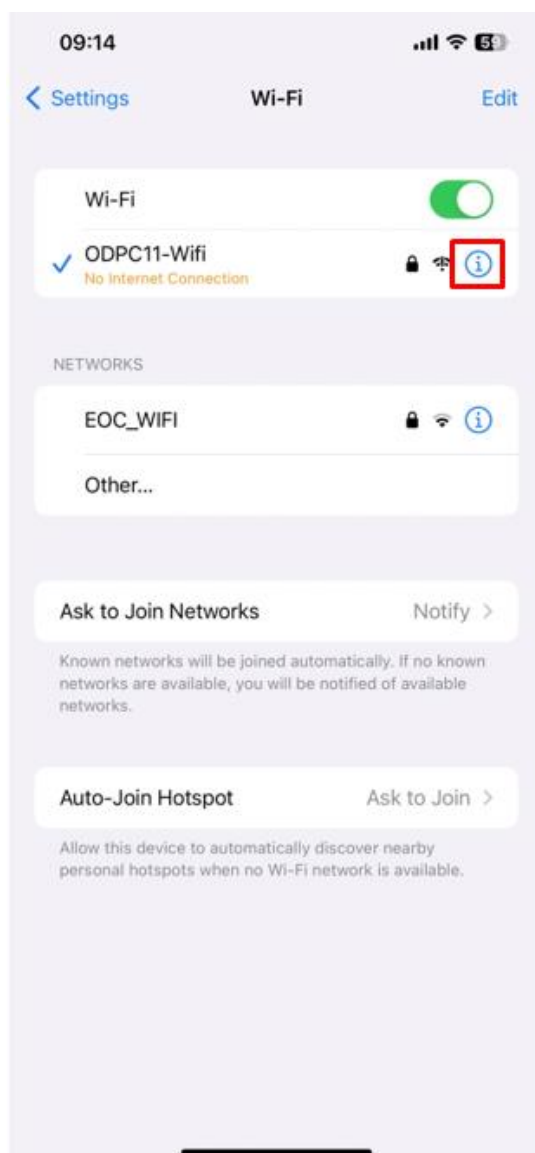 09:14
59
Settings
Wi-Fi
Edit
Wi-Fi
ODPC11-Wifi
No Internet Connection
NETWORKS
EOC_WIFI
Other...
Ask to Join Networks
Notify
Known networks will be joined automatically. If no known
networks are available, you will be notified of available
networks.
Auto-Join Hotspot
Ask to Join
Allow this device to automatically discover nearby
personal hotspots when no Wi-Fi network is available.